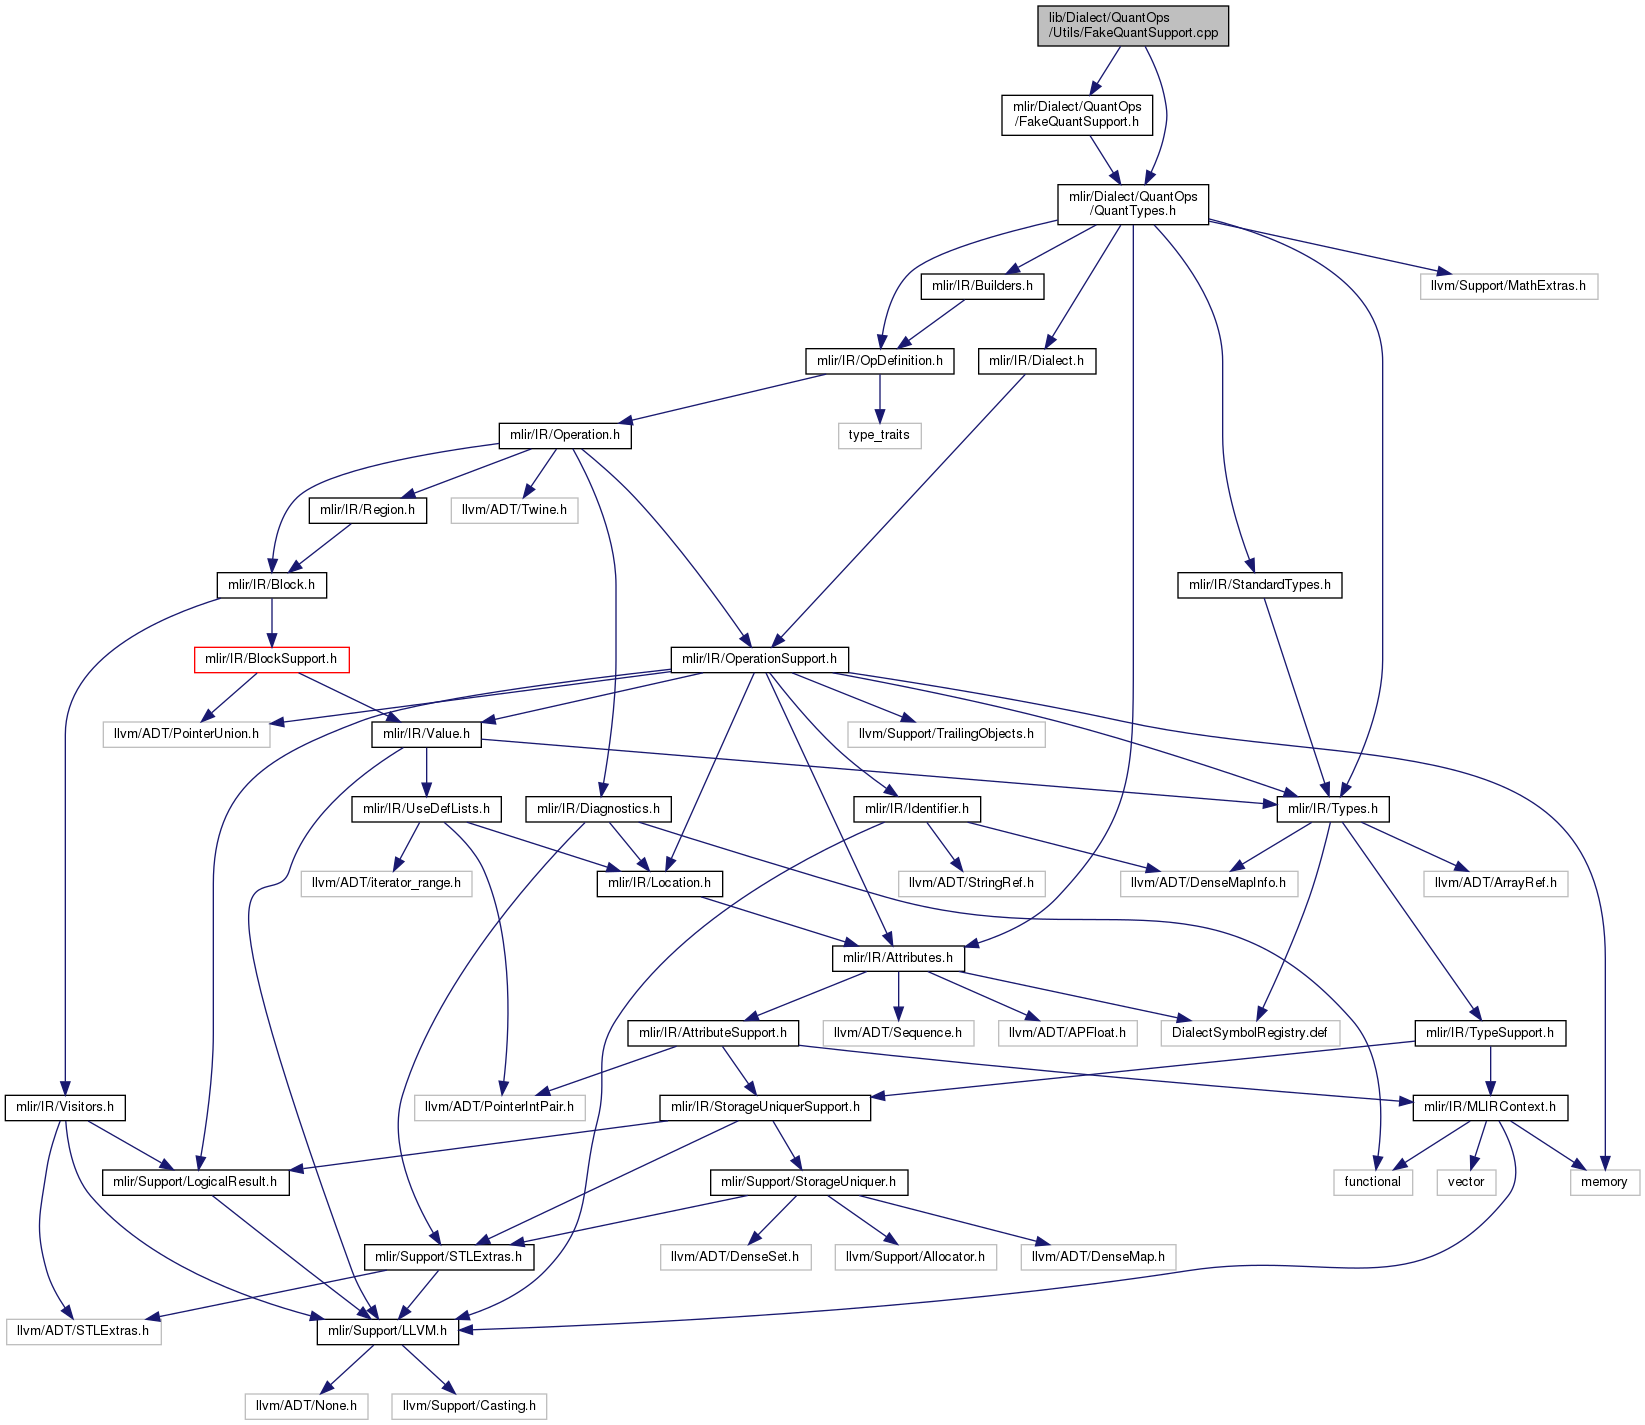 lib/Dialect/QuantOps
/Utils/FakeQuantSupport.cpp
mlir/Dialect/QuantOps
/FakeQuantSupport.h
mlir/Dialect/QuantOps
/QuantTypes.h
mlir/IR/Builders.h
llvm/Support/MathExtras.h
mlir/IR/OpDefinition.h
mlir/IR/Dialect.h
mlir/IR/Operation.h
type_traits
mlir/IR/Region.h
llvm/ADT/Twine.h
mlir/IR/Block.h
mlir/IR/StandardTypes.h
mlir/IR/BlockSupport.h
mlir/IR/OperationSupport.h
llvm/ADT/PointerUnion.h
mlir/IR/Value.h
llvm/Support/TrailingObjects.h
mlir/IR/UseDefLists.h
mlir/IR/Diagnostics.h
mlir/IR/Identifier.h
mlir/IR/Types.h
llvm/ADT/iterator_range.h
mlir/IR/Location.h
llvm/ADT/StringRef.h
llvm/ADT/DenseMapInfo.h
llvm/ADT/ArrayRef.h
mlir/IR/Attributes.h
mlir/IR/AttributeSupport.h
llvm/ADT/Sequence.h
llvm/ADT/APFloat.h
DialectSymbolRegistry.def
mlir/IR/TypeSupport.h
mlir/IR/Visitors.h
llvm/ADT/PointerIntPair.h
mlir/IR/StorageUniquerSupport.h
mlir/IR/MLIRContext.h
mlir/Support/LogicalResult.h
mlir/Support/StorageUniquer.h
functional
vector
memory
mlir/Support/STLExtras.h
llvm/ADT/DenseSet.h
llvm/Support/Allocator.h
llvm/ADT/DenseMap.h
llvm/ADT/STLExtras.h
mlir/Support/LLVM.h
llvm/ADT/None.h
llvm/Support/Casting.h